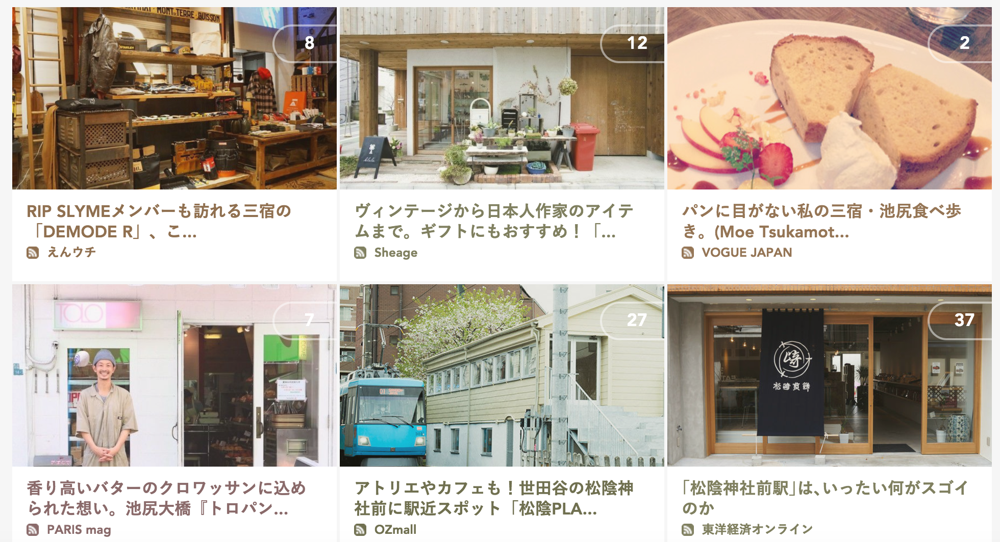 MONT DE TERRE · BUISSON
STANLEY
8
12
2
RIP SLYMEメンバーも訪れる三宿の
「DEMODE R」、こ...
えんウチ
ヴィンテージから日本人作家のアイテ
ムまで。ギフトにもおすすめ！「...
Sheage
パンに目がない私の三宿・池尻食べ歩
き。(Moe Tsukamot...
VOGUE JAPAN
TOLO
7
27
37
松﨑煎餅
香り高いバターのクロワッサンに込め
られた想い。池尻大橋『トロパン...
PARIS mag
アトリエやカフェも！世田谷の松陰神
社前に駅近スポット「松陰PLA...
OZmall
｢松陰神社前駅｣は､いったい何がスゴイ
のか
東洋経済オンライン